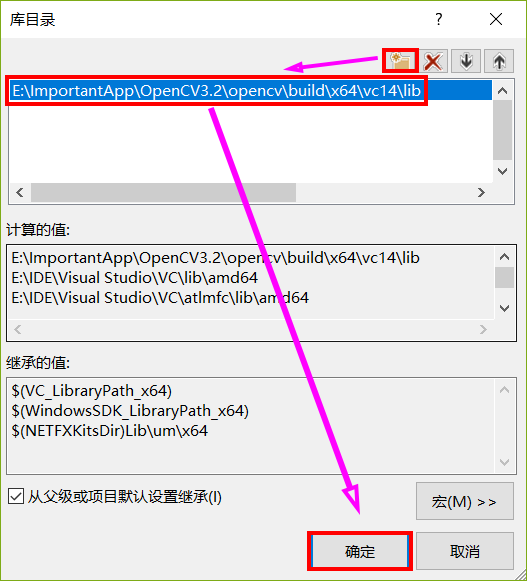 库目录
E:\ImportantApp\OpenCV3.2\opencv\build\x64\vc14\lib
计算的值:
E:\ImportantApp\OpenCV3.2\opencv\build\x64\vc14\lib
E:\IDE\Visual Studio\VC\lib\amd64
E:\IDE\Visual Studio\VC\atlmfc\lib\amd64
继承的值:
$(VC_LibraryPath_x64)
$(WindowsSDK_LibraryPath_x64)
$(NETFXKitsDir)Lib\um\x64
从父级或项目默认设置继承(I)
宏(M) >>
确定
取消